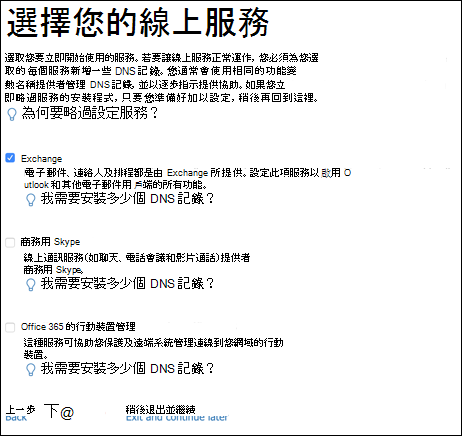 選擇您的線上服務
選取您要立即開始使用的服務。若要讓線上服務正常運作，您必須為您選
取的每個服務新增一些 DNS 記錄。您通常會使用相同的功能變
數名稱提供者管理 DNS 記錄，並以逐步指示提供協助。如果您立
即略過服務的安裝程式，只要您準備好加以設定，稍後再回到這裡。
為何要略過設定服務？
Exchange
電子郵件、連絡人及排程都是由 Exchange 所提供。設定此項服務以啟用 O
utlook 和其他電子郵件用戶端的所有功能。
我需要安裝多少個 DNS 記錄？
商務用 Skype
線上通訊服務(如聊天、電話會議和影片通話)提供者
商務用 Skype。
我需要安裝多少個 DNS 記錄？
Office 365 的行動裝置管理
這種服務可協助您保護及遠端系統管理連線到您網域的行動
裝置。
我需要安裝多少個 DNS 記錄？
上一步 下@ 稍後退出並繼續
Back Exit and continue later